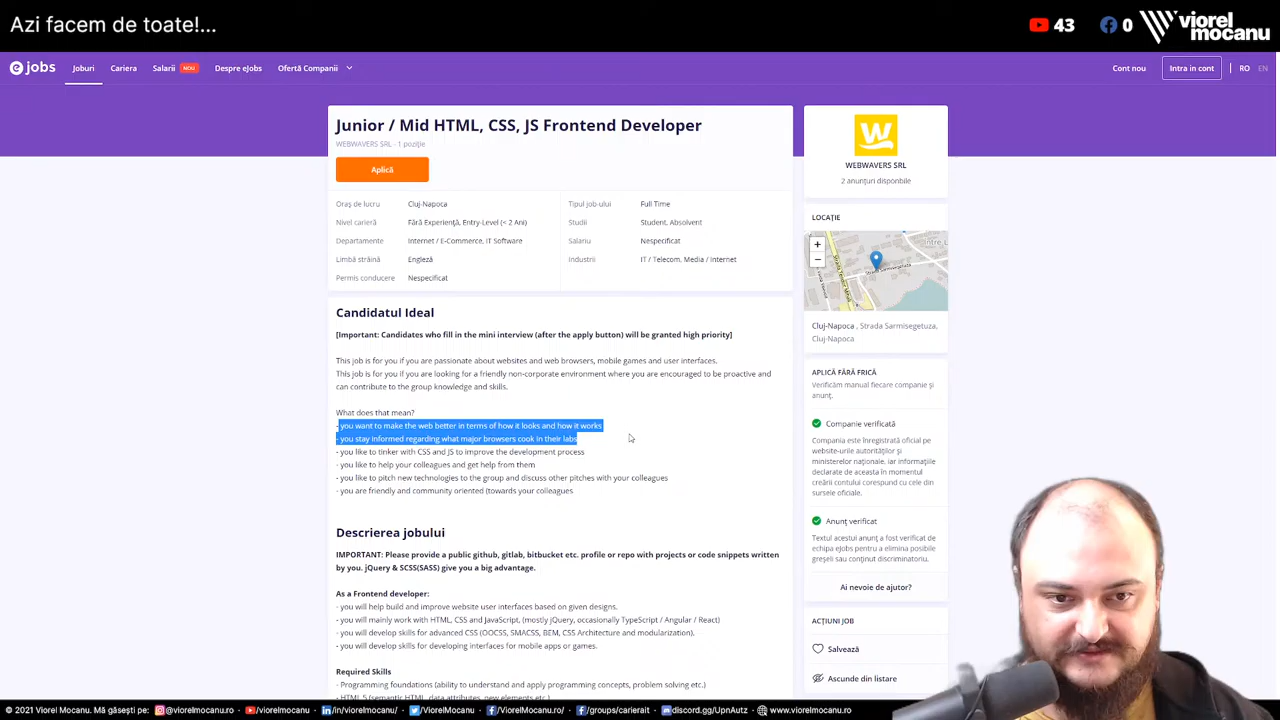 Azi facem de toate!...
43
0
viorel
mocanu
ejobs
Joburi
Cariera
Salarii
NOU
Despre eJobs
Ofertă Companii
Cont nou
Intra in cont
RO
EN
Junior / Mid HTML, CSS, JS Frontend Developer
WEBWAVERS SRL - 1 poziție
Aplică
Oraș de lucru
Cluj-Napoca
Tipul job-ului
Full Time
Nivel carieră
Fără Experiență, Entry-Level (< 2 Ani)
Studii
Student, Absolvent
Departamente
Internet / E-Commerce, IT Software
Salariu
Nespecificat
Limbă străină
Engleză
Industrii
IT / Telecom, Media / Internet
Permis conducere
Nespecificat
Candidatul Ideal
[Important: Candidates who fill in the mini interview (after the apply button) will be granted high priority]
This job is for you if you are passionate about websites and web browsers, mobile games and user interfaces.
This job is for you if you are looking for a friendly non-corporate environment where you are encouraged to be proactive and
can contribute to the group knowledge and skills.
What does that mean?
- you want to make the web better in terms of how it looks and how it works
- you stay informed regarding what major browsers cook in their labs
- you like to tinker with CSS and JS to improve the development process
- you like to help your colleagues and get help from them
- you like to pitch new technologies to the group and discuss other pitches with your colleagues
- you are friendly and community oriented (towards your colleagues
Descrierea jobului
IMPORTANT: Please provide a public github, gitlab, bitbucket etc. profile or repo with projects or code snippets written
by you. jQuery & SCSS(SASS) give you a big advantage.
As a Frontend developer:
- you will help build and improve website user interfaces based on given designs.
- you will mainly work with HTML, CSS and JavaScript, (mostly jQuery, occasionally TypeScript / Angular / React)
- you will develop skills for advanced CSS (OOCSS, SMACSS, BEM, CSS Architecture and modularization),
- you will develop skills for developing interfaces for mobile apps or games.
Required Skills
- Programming foundations (ability to understand and apply programming concepts, problem solving etc.)
- HTML 5 (semantic HTML, data attributes, new elements etc.)
W
WEBWAVERS SRL
2 anunțuri disponbile
LOCAȚIE
+
−
Cluj-Napoca , Strada Sarmisegetuza,
Cluj-Napoca
APLICĂ FĂRĂ FRICĂ
Verificăm manual fiecare companie și
anunț.
Companie verificată
Compania este înregistrată oficial pe
website-urile autorităților și
ministerelor naționale, iar informațiile
declarate de aceasta în momentul
creării contului corespund cu cele din
sursele oficiale.
Anunț verificat
Textul acestui anunț a fost verificat de
echipa eJobs pentru a elimina posibile
greșeli sau conținut discriminatoriu.
Ai nevoie de ajutor?
ACȚIUNI JOB
Salvează
Ascunde din listare
© 2021 Viorel Mocanu. Mă găsești pe:
@viorelmocanu.ro
/viorelmocanu
/in/viorelmocanu/
/ViorelMocanu
/ViorelMocanu.ro/
/groups/carierait
discord.gg/UpnAutz
www.viorelmocanu.ro